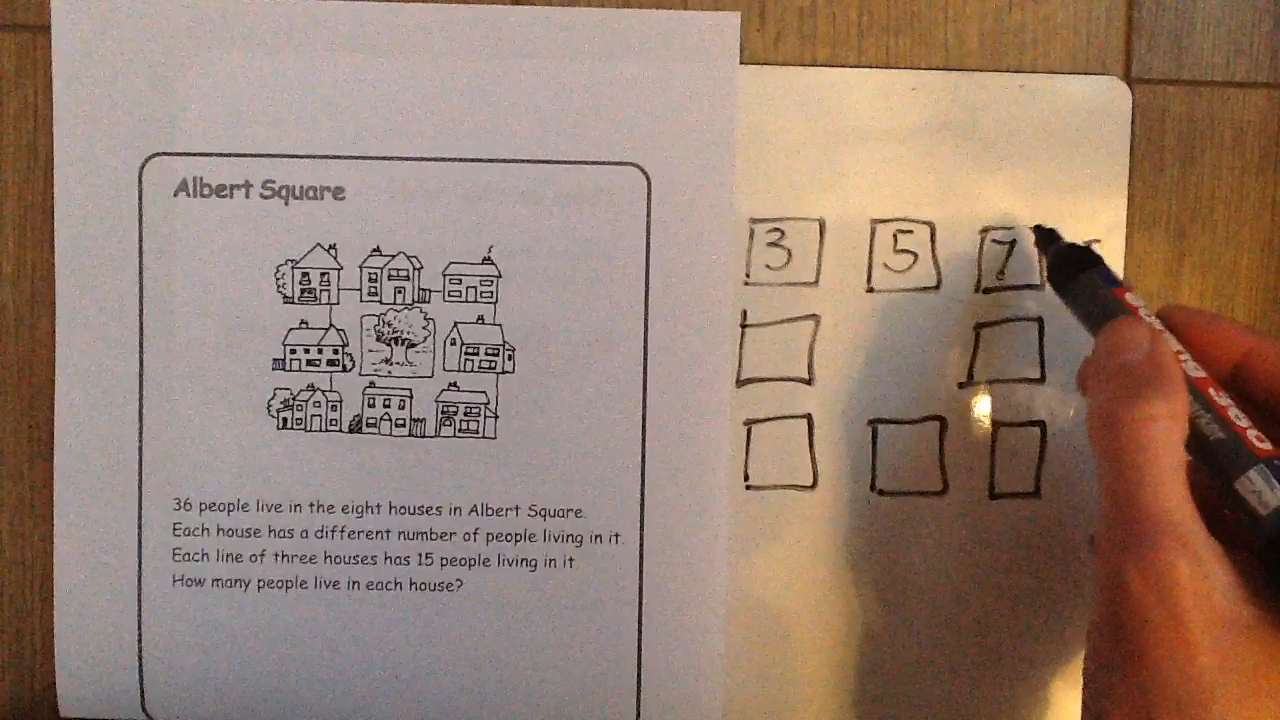 Albert Square
36 people live in the eight houses in Albert Square.
Each house has a different number of people living in it.
Each line of three houses has 15 people living in it
How many people live in each house?
3 5 7